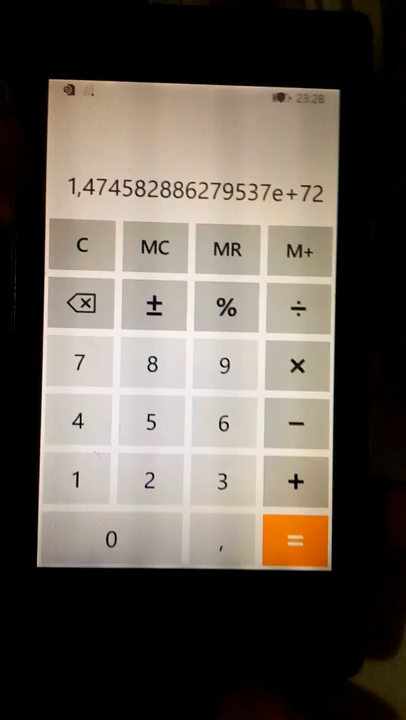 23:28
1,474582886279537e+72
C MC MR M+
± % ÷
7 8 9 ×
4 5 6 −
1 2 3 +
0 , =